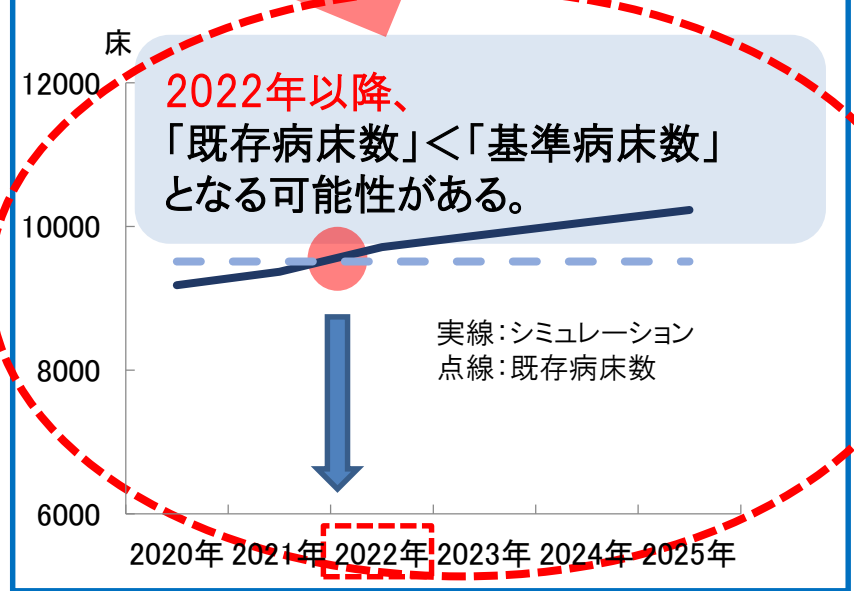 床
12000
2022年以降、
「既存病床数」＜「基準病床数」
となる可能性がある。
10000
実線：シミュレーション
点線：既存病床数
8000
6000
2020年 2021年 2022年 2023年 2024年 2025年